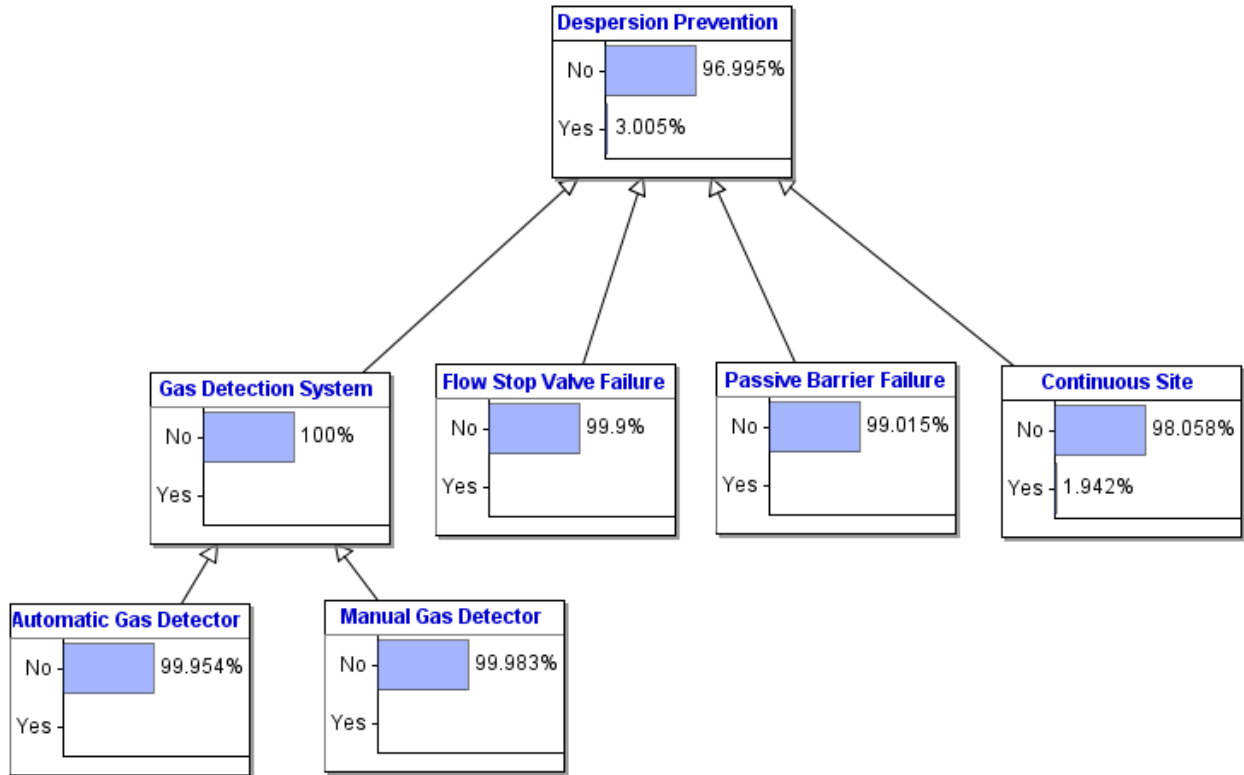 Despersion Prevention
No
96.995%
Yes
3.005%
Gas Detection System
No
100%
Yes
Flow Stop Valve Failure
No
99.9%
Yes
Passive Barrier Failure
No
99.015%
Yes
Continuous Site
No
98.058%
Yes
1.942%
Automatic Gas Detector
No
99.954%
Yes
Manual Gas Detector
No
99.983%
Yes